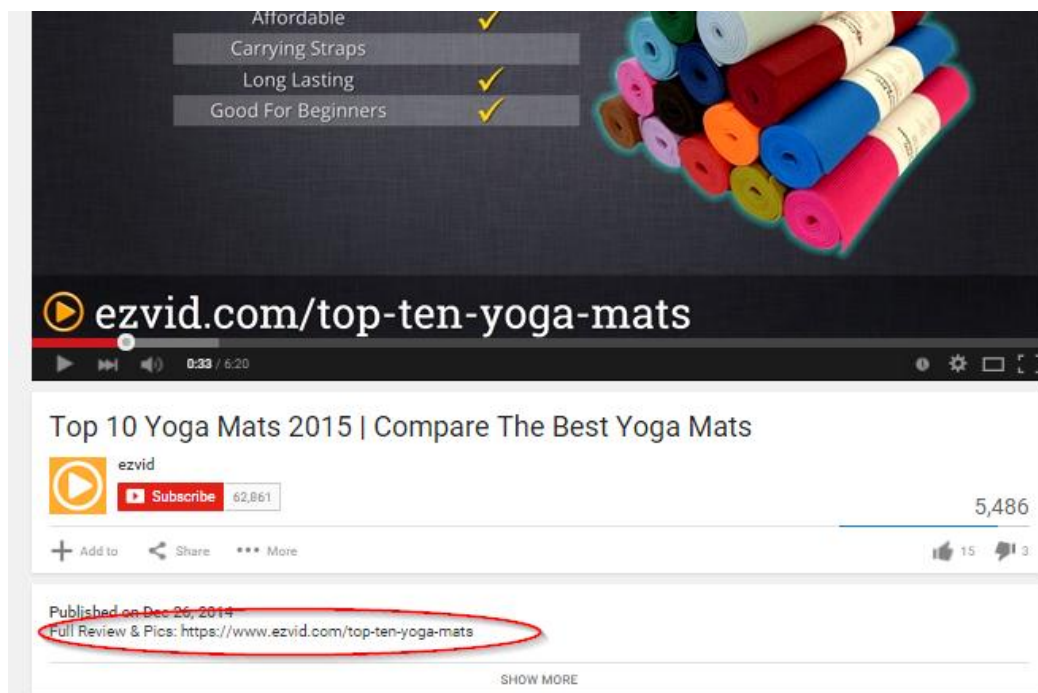 Affordable
Carrying Straps
Long Lasting
Good For Beginners
ezvid.com/top-ten-yoga-mats
0:33 / 6:20
Top 10 Yoga Mats 2015 | Compare The Best Yoga Mats
ezvid
Subscribe 62,861
5,486
Add to Share More 15 3
Published on Dec 26, 2014
Full Review & Pics: https://www.ezvid.com/top-ten-yoga-mats
SHOW MORE